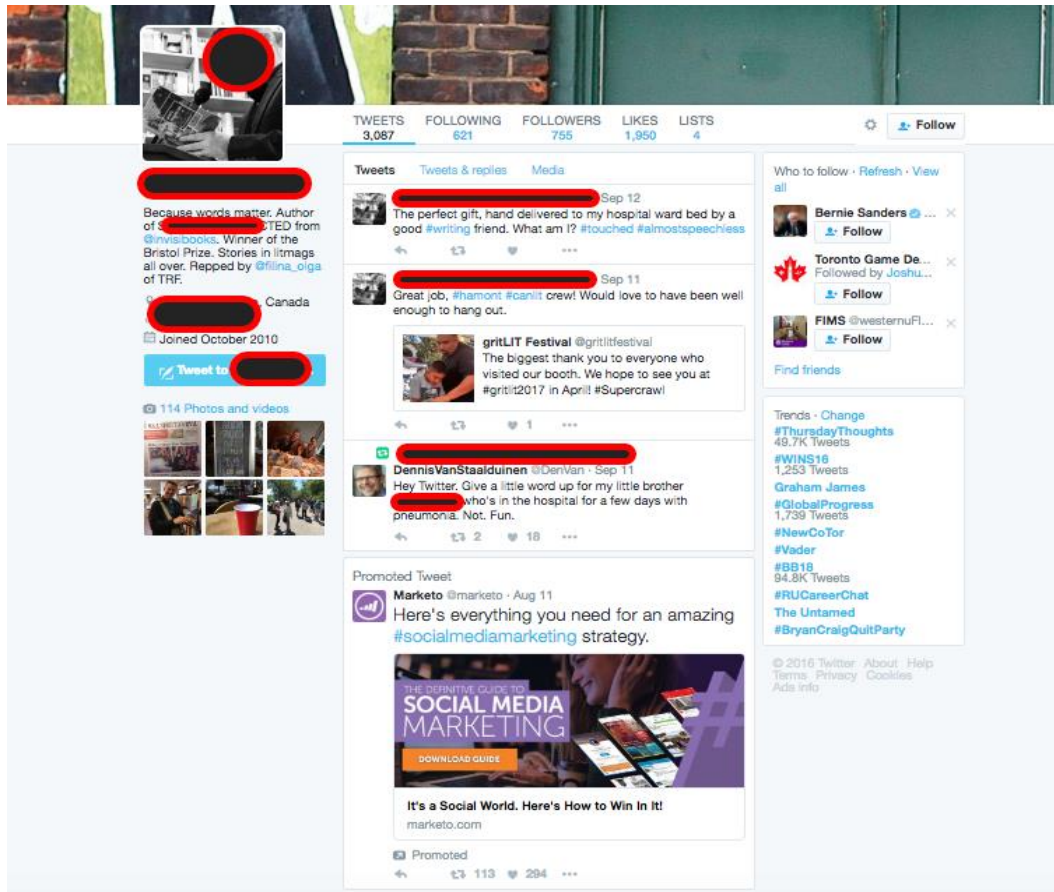 TWEETS FOLLOWING FOLLOWERS LIKES LISTS
3,087 621 755 1,950 4
Follow
Because words matter. Author
of S CTED from
@invisibooks. Winner of the
Bristol Prize. Stories in litmags
all over. Repped by @filina_olga
of TRF.
, Canada
Joined October 2010
Tweet to
114 Photos and videos
Tweets Tweets & replies Media
Sep 12
The perfect gift, hand delivered to my hospital ward bed by a
good #writing friend. What am I? #touched #almostspeechless
Sep 11
Great job, #hamont #canlit crew! Would love to have been well
enough to hang out.
gritLIT Festival @gritlitfestival
The biggest thank you to everyone who
visited our booth. We hope to see you at
#gritlit2017 in April! #Supercrawl
1
DennisVanStaalduinen @DenVan · Sep 11
Hey Twitter. Give a little word up for my little brother
who's in the hospital for a few days with
pneumonia. Not. Fun.
2 18
Promoted Tweet
Marketo @marketo · Aug 11
Here's everything you need for an amazing
#socialmediamarketing strategy.
THE DEFINITIVE GUIDE TO
SOCIAL MEDIA
MARKETING
DOWNLOAD GUIDE
It's a Social World. Here's How to Win In It!
marketo.com
Promoted
113 294
Who to follow · Refresh · View
all
Bernie Sanders ...
Follow
Toronto Game De...
Followed by Joshu...
Follow
FIMS @westernuFI...
Follow
Find friends
Trends · Change
#ThursdayThoughts
49.7K Tweets
#WINS16
1,253 Tweets
Graham James
#GlobalProgress
1,739 Tweets
#NewCoTor
#Vader
#BB18
94.8K Tweets
#RUCareerChat
The Untamed
#BryanCraigQuitParty
© 2016 Twitter About Help
Terms Privacy Cookies
Ads info